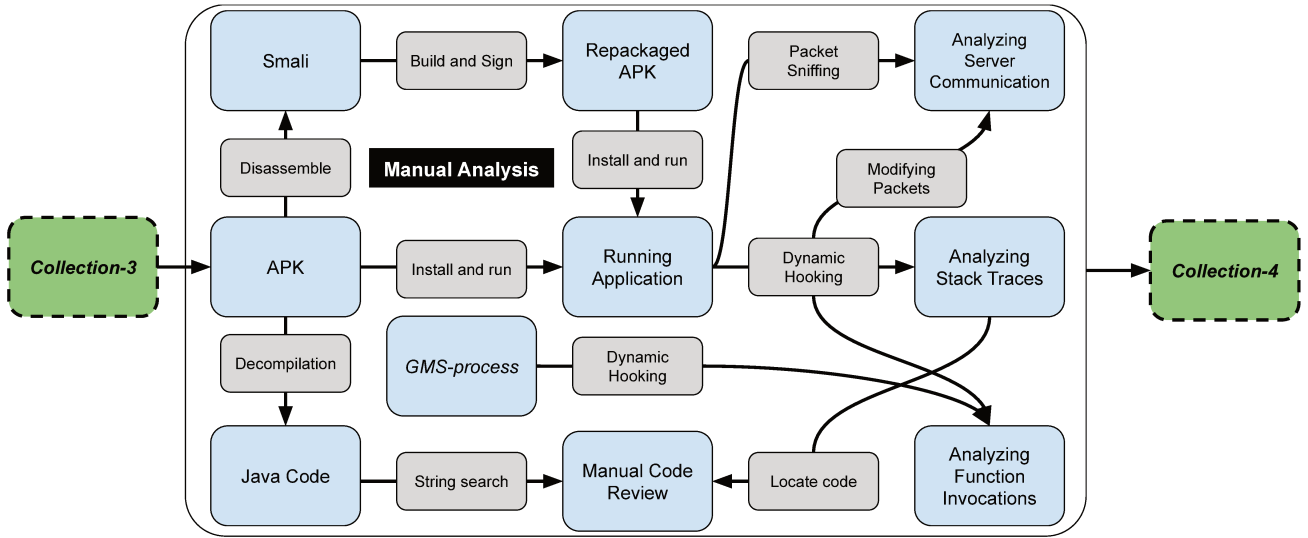 Smali
Build and Sign
Repackaged
APK
Packet
Sniffing
Analyzing
Server
Communication
Disassemble
Manual Analysis
Install and run
Modifying
Packets
Collection-3
APK
Install and run
Running
Application
Dynamic
Hooking
Analyzing
Stack Traces
Collection-4
Decompilation
GMS-process
Dynamic
Hooking
Java Code
String search
Manual Code
Review
Locate code
Analyzing
Function
Invocations